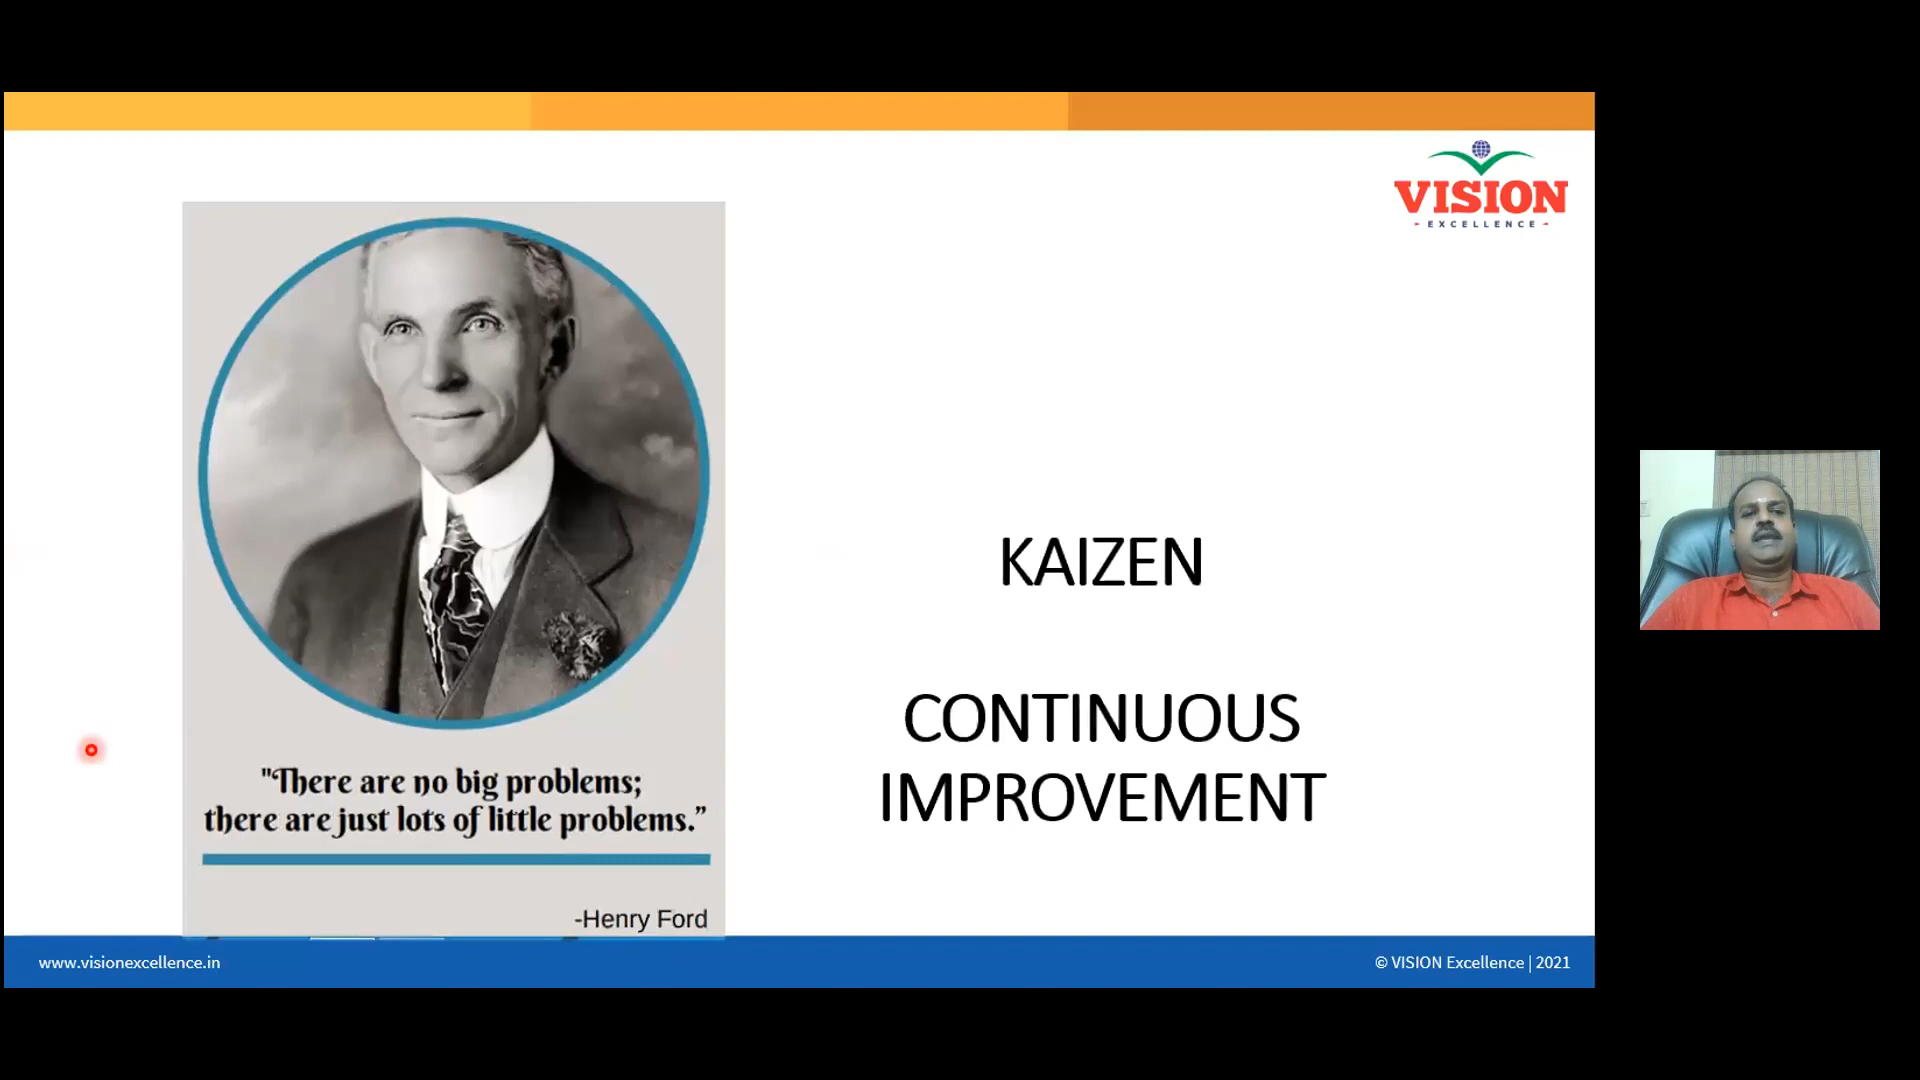 VISION
EXCELLENCE
"There are no big problems;
there are just lots of little problems.”
-Henry Ford
KAIZEN
CONTINUOUS
IMPROVEMENT
www.visionexcellence.in
© VISION Excellence | 2021